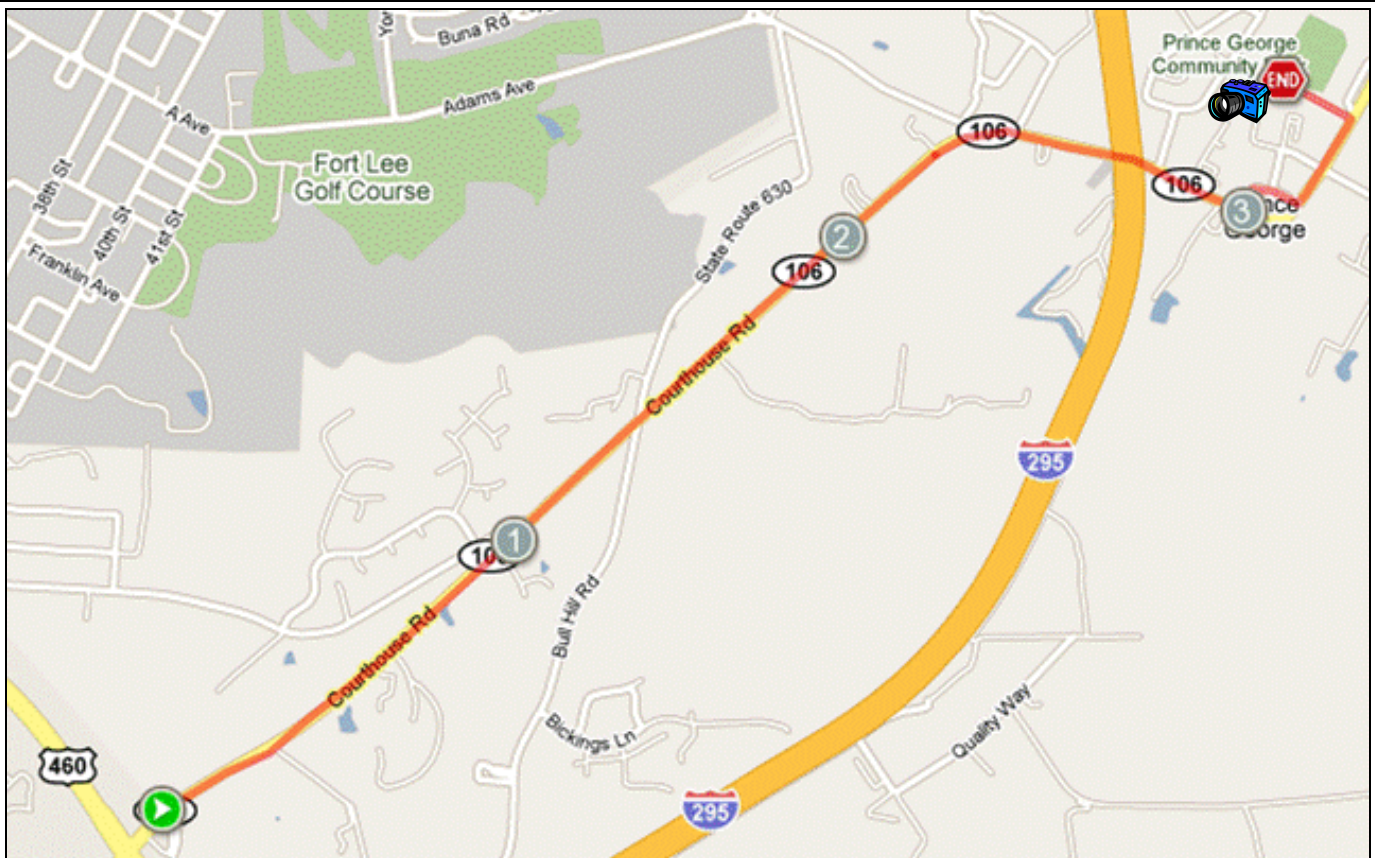 Buna Rd
Prince George
Community
END
Adams Ave
A Ave
106
Fort Lee
Golf Course
38th St
40th St
41st St
106
State Route 630
3
George
2
Franklin Ave
106
Courthouse Rd
295
1
Bull Hill Rd
Courthouse Rd
Quality Way
Bickings Ln
460
295